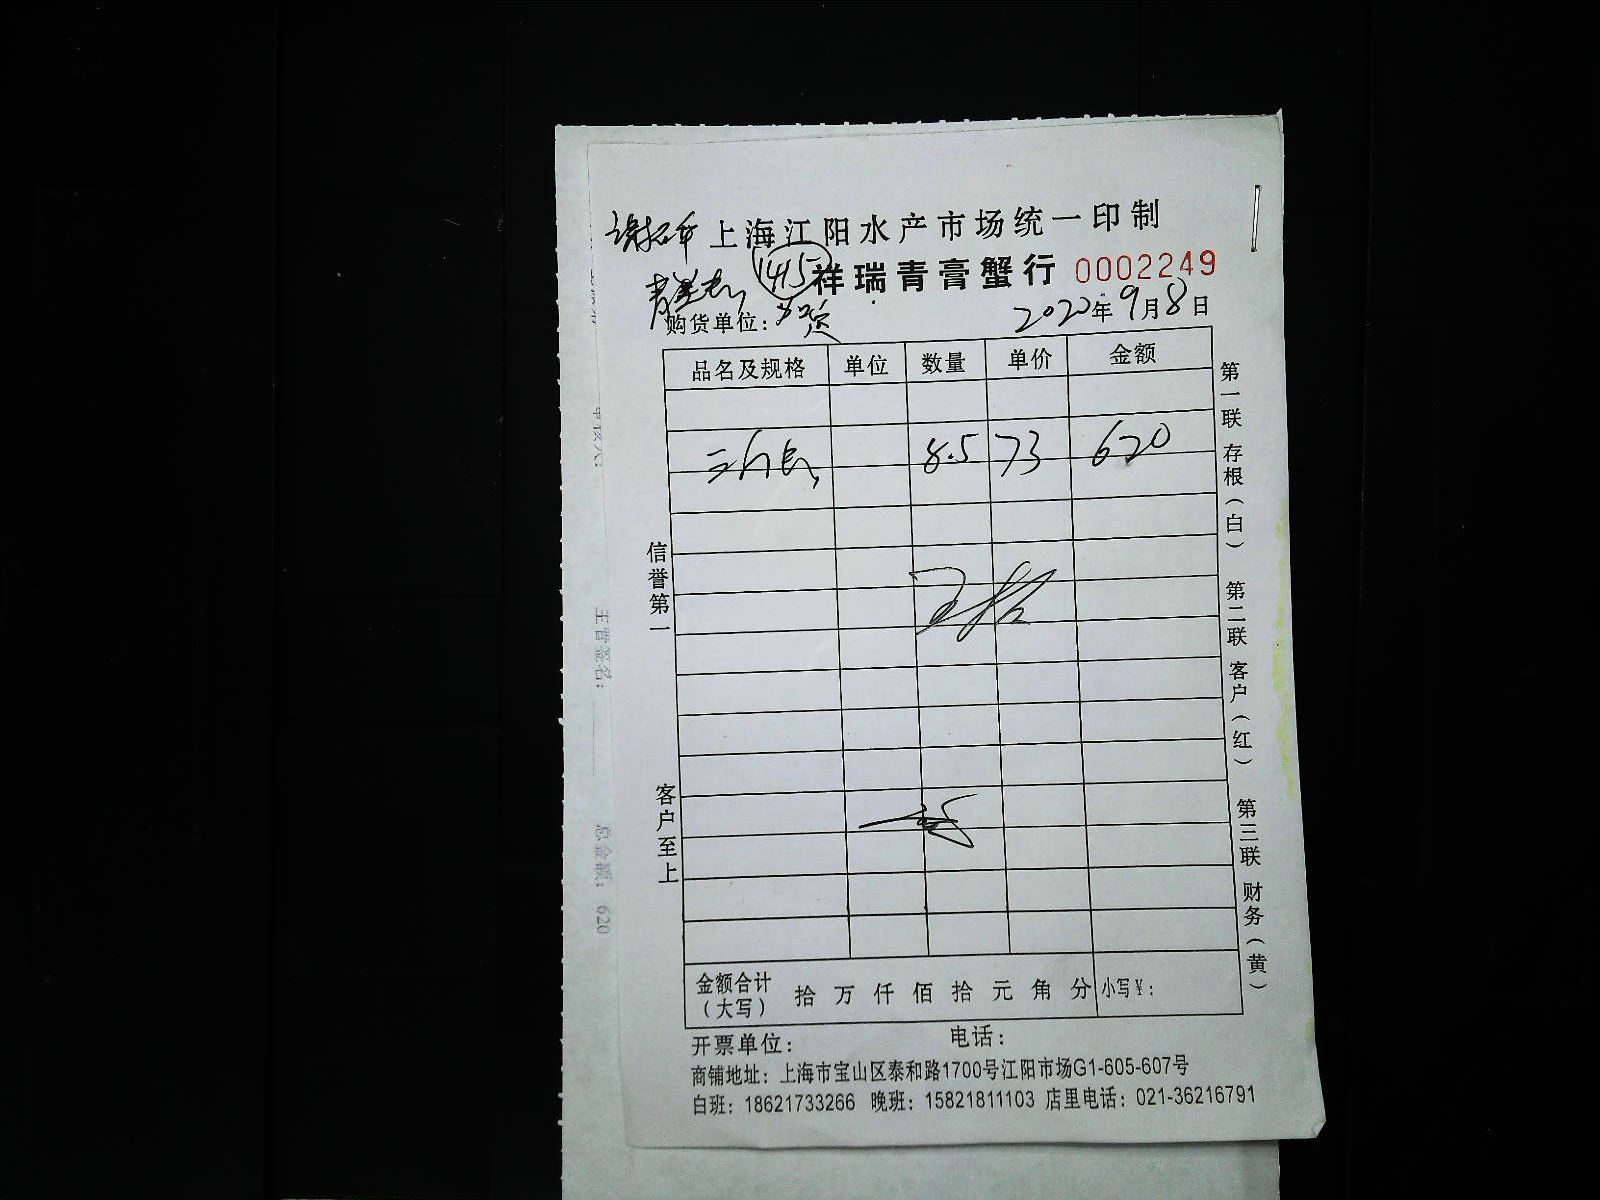 上海江阳水产市场统一印制
1415 祥瑞青膏蟹行 0002249
购货单位：
2020年9月8日
品名及规格 单位 数量 单价 金额
8.5 73 620
金额合计（大写） 拾 万 仟 佰 拾 元 角 分 小写￥：
开票单位： 电话：
商铺地址：上海市宝山区泰和路1700号江阳市场G1-605-607号
白班：18621733266 晚班：15821811103 店里电话：021-36216791
信誉第一
客户至上
第一联 存根（白）
第二联 客户（红）
第三联 财务（黄）
主管签名：
总金额：620